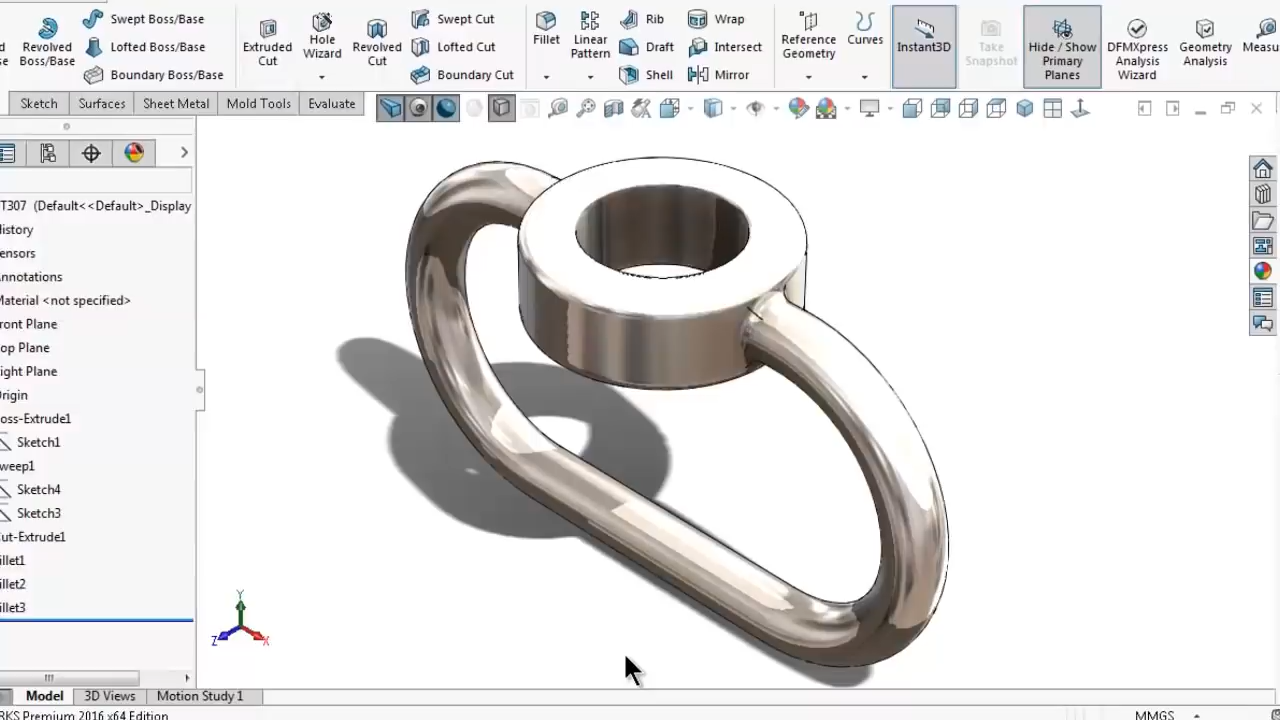 Swept Boss/Base
Lofted Boss/Base
Boundary Boss/Base
Revolved
Boss/Base
Extruded
Cut
Hole
Wizard
Revolved
Cut
Swept Cut
Lofted Cut
Boundary Cut
Fillet
Linear
Pattern
Rib
Draft
Shell
Wrap
Intersect
Mirror
Reference
Geometry
Curves
Instant3D
Take
Snapshot
Hide / Show
Primary
Planes
DFMXpress
Analysis
Wizard
Geometry
Analysis
Measu
Sketch
Surfaces
Sheet Metal
Mold Tools
Evaluate
T307 (Default<<Default>_Display
istory
ensors
nnotations
Material <not specified>
ront Plane
op Plane
ight Plane
rigin
oss-Extrude1
Sketch1
weep1
Sketch4
Sketch3
ut-Extrude1
illet1
illet2
illet3
Y
Z
X
Model
3D Views
Motion Study 1
RKS Premium 2016 x64 Edition
MMGS